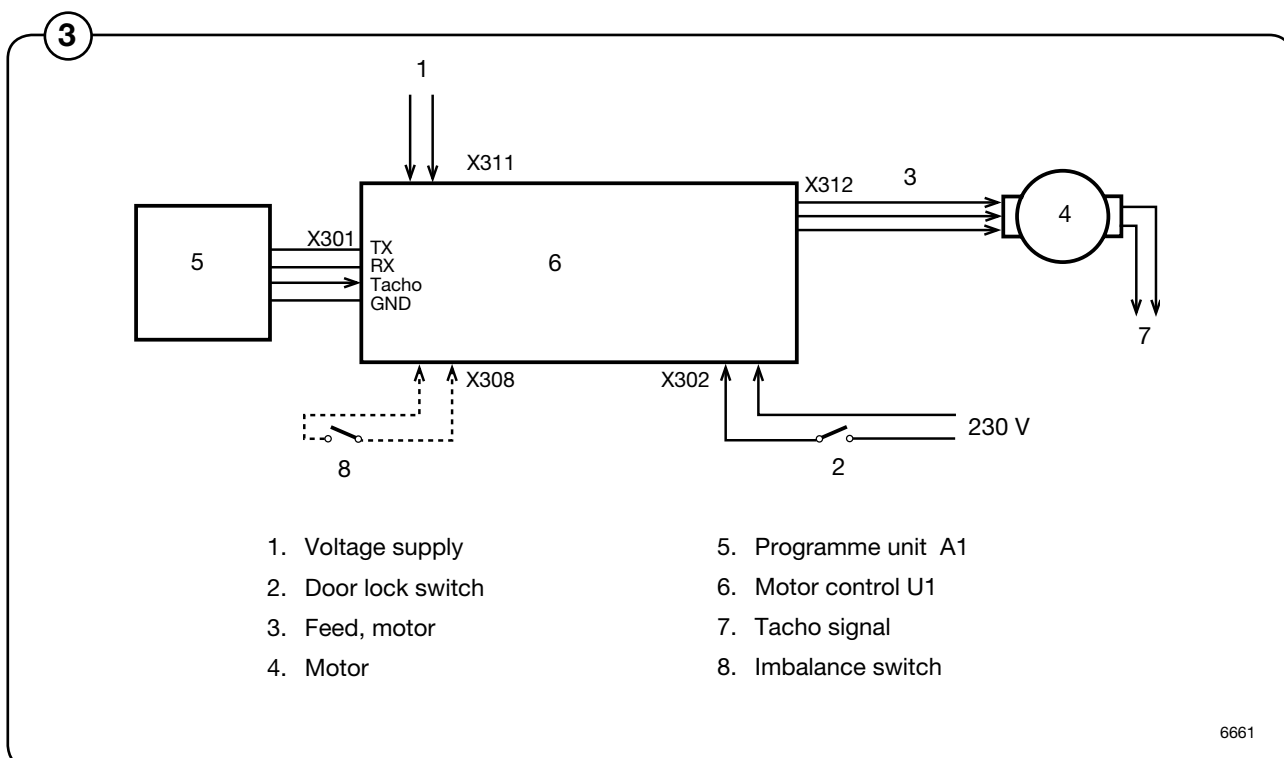 3
1
X311
X312
3
4
X301
TX
RX
Tacho
GND
5
6
7
X308
X302
230 V
8
2
1. Voltage supply
2. Door lock switch
3. Feed, motor
4. Motor
5. Programme unit A1
6. Motor control U1
7. Tacho signal
8. Imbalance switch
6661